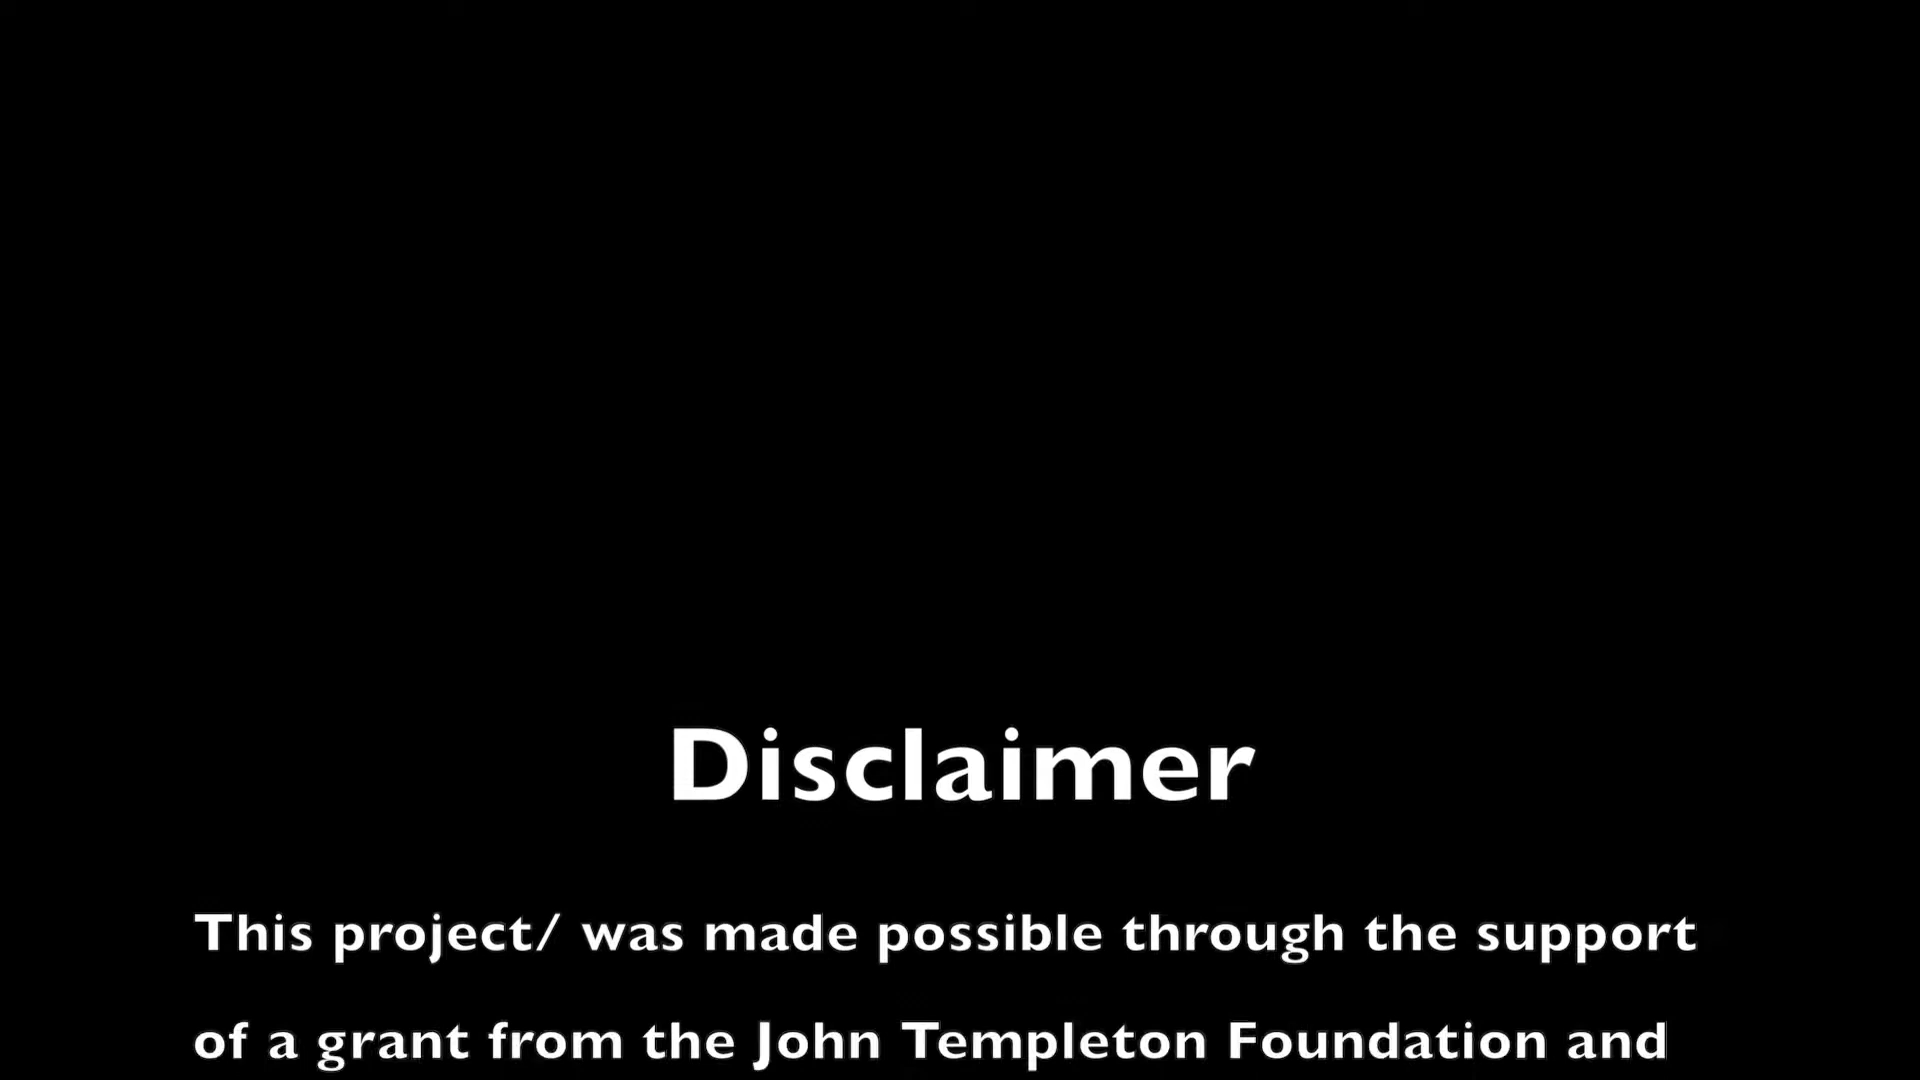 Disclaimer
This project/ was made possible through the support
of a grant from the John Templeton Foundation and